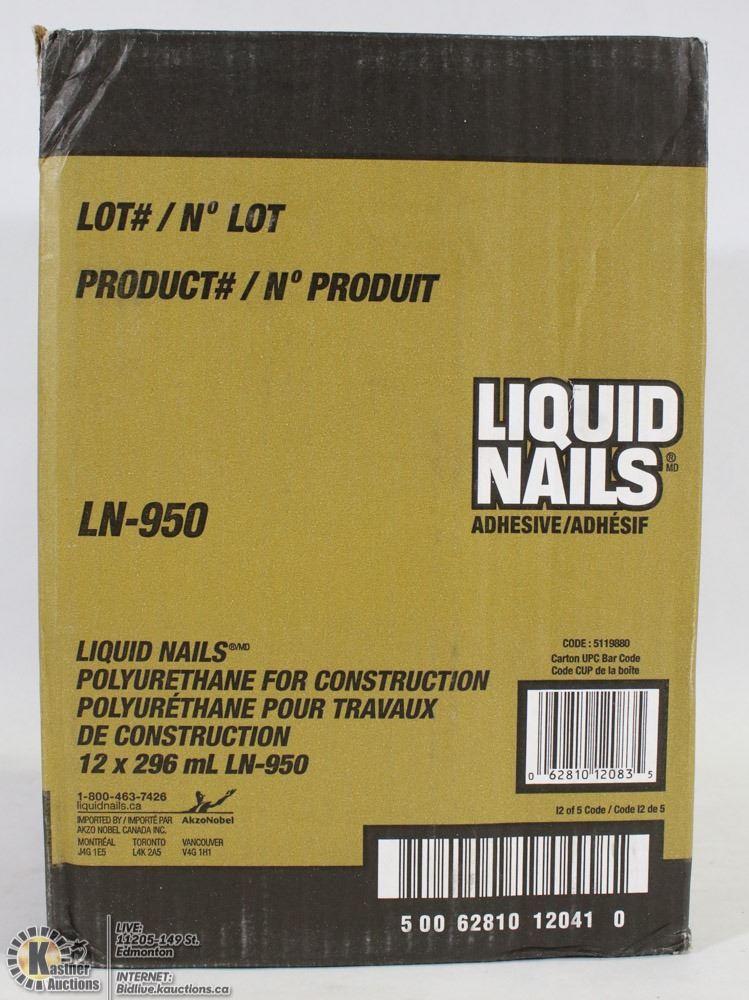 LOT# / Nº LOT
PRODUCT# / Nº PRODUIT
LIQUID
NAILS ®
MD
ADHESIVE/ADHÉSIF
LN-950
LIQUID NAILS®/MD
POLYURETHANE FOR CONSTRUCTION
POLYURÉTHANE POUR TRAVAUX
DE CONSTRUCTION
12 x 296 mL LN-950
CODE : 5119880
Carton UPC Bar Code
Code CUP de la boîte
0 62810 12083 5
1-800-463-7426
liquidnails.ca
IMPORTED BY / IMPORTÉ PAR AkzoNobel
AKZO NOBEL CANADA INC.
MONTRÉAL TORONTO VANCOUVER
J4G 1E5 L4K 2A5 V4G 1H1
I2 of 5 Code / Code I2 de 5
5 00 62810 12041 0
Kastner
Auctions
LIVE:
11205-149 St.
Edmonton
INTERNET:
Bidlive.kauctions.ca